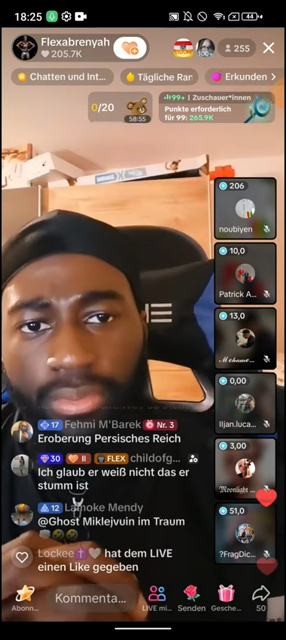 18:25
44
Flexabrenyah
205.7K
100+
255
Chatten und Int...
Tägliche Ran
Erkunden >
0/20
58:55
99+ | Zuschauer*innen
Punkte erforderlich
für 99: 265.9K
206
noubiyen
10,0
Patrick A...
13,0
0,00
Iljan.luca...
3,00
Moonlight
51,0
?FragDic...
17 Fehmi M'Barek Nr. 3
Eroberung Persisches Reich
30 II FLEX childofg...
Ich glaub er weiß nicht das er
stumm ist
12 Lamoke Mendy
@Ghost Miklejvuin im Traum
Lockee hat dem LIVE
einen Like gegeben
Kommenta...
Abonn...
LIVE mi...
Senden
Gesche...
50